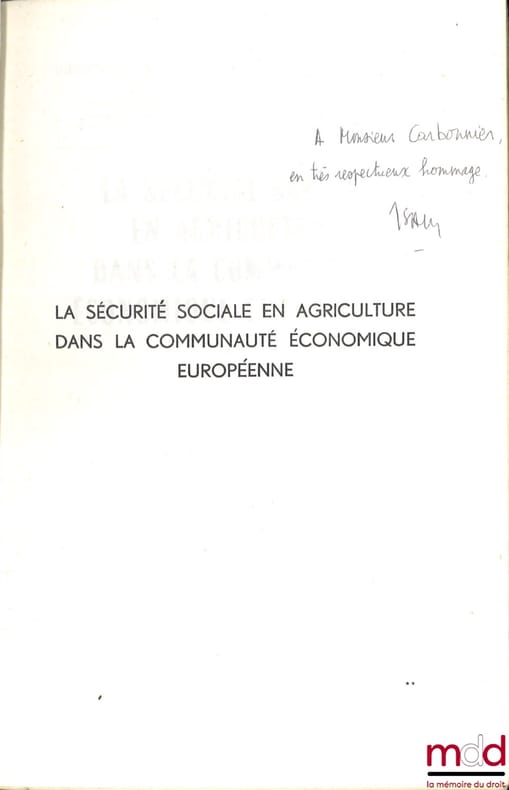 A Monsieur Carbonnier,
en très respectueux hommage.
LA SÉCURITÉ SOCIALE EN AGRICULTURE
DANS LA COMMUNAUTÉ ÉCONOMIQUE
EUROPÉENNE
mdd
la mémoire du droit